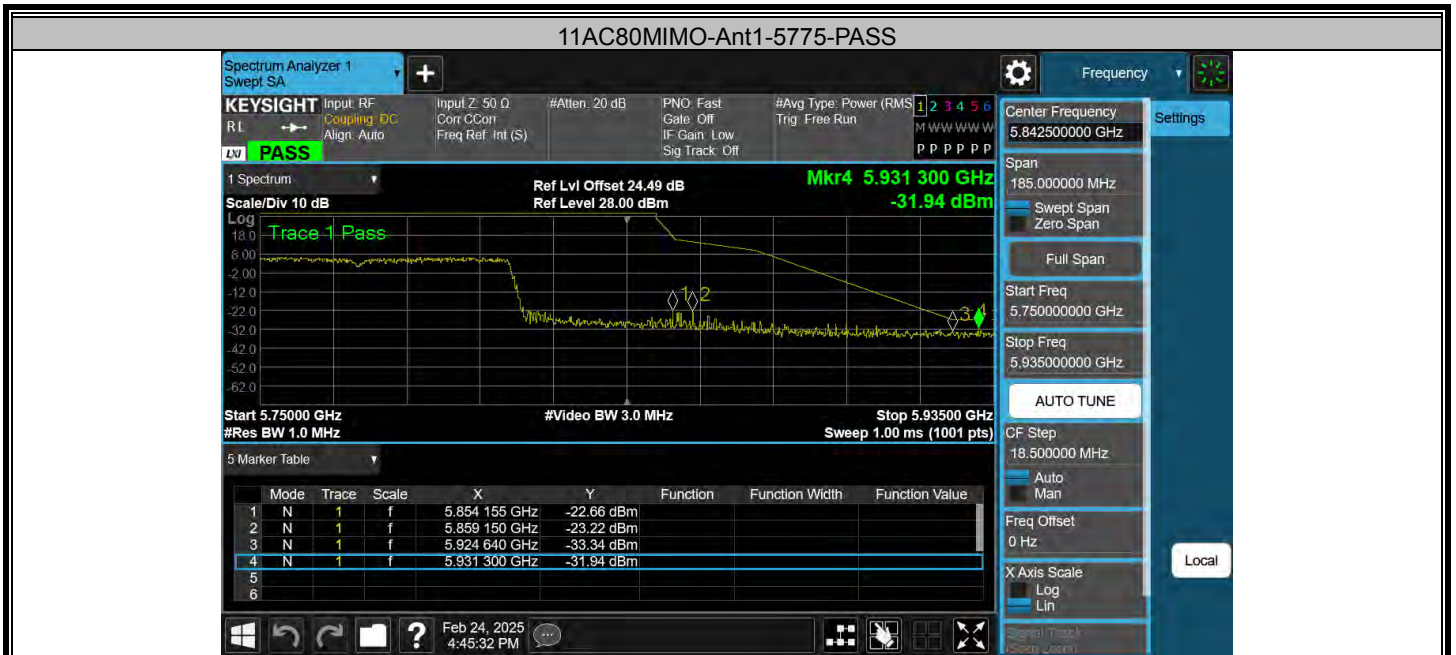 11AC80MIMO-Ant1-5775-PASS
Spectrum Analyzer 1
Swept SA
+
Frequency
KEYSIGHT Input: RF Input Z: 50 Ω #Atten: 20 dB PNO: Fast #Avg Type: Power (RMS 1 2 3 4 5 6
RL Coupling: DC Corr CCorr Gate: Off Trig: Free Run
Align: Auto Freq Ref: Int (S) IF Gain: Low M W W W W W
LXI PASS Sig Track: Off P P P P P P
1 Spectrum
Ref Lvl Offset 24.49 dB
Mkr4 5.931 300 GHz
Scale/Div 10 dB
Ref Level 28.00 dBm
-31.94 dBm
Log
Trace 1 Pass
18.0
8.00
-2.00
-12.0
-22.0
-32.0
-42.0
-52.0
-62.0
1 2
3 4
Start 5.75000 GHz #Video BW 3.0 MHz Stop 5.93500 GHz
#Res BW 1.0 MHz Sweep 1.00 ms (1001 pts)
5 Marker Table
Mode Trace Scale X Y Function Function Width Function Value
1 N 1 f 5.854 155 GHz -22.66 dBm
2 N 1 f 5.859 150 GHz -23.22 dBm
3 N 1 f 5.924 640 GHz -33.34 dBm
4 N 1 f 5.931 300 GHz -31.94 dBm
5
6
?
Feb 24, 2025
4:45:32 PM
Center Frequency
5.842500000 GHz
Settings
Span
185.000000 MHz
Swept Span
Zero Span
Full Span
Start Freq
5.750000000 GHz
Stop Freq
5.935000000 GHz
AUTO TUNE
CF Step
18.500000 MHz
Auto
Man
Freq Offset
0 Hz
X Axis Scale
Log
Lin
Local
Signal Track
(Span Zoom)